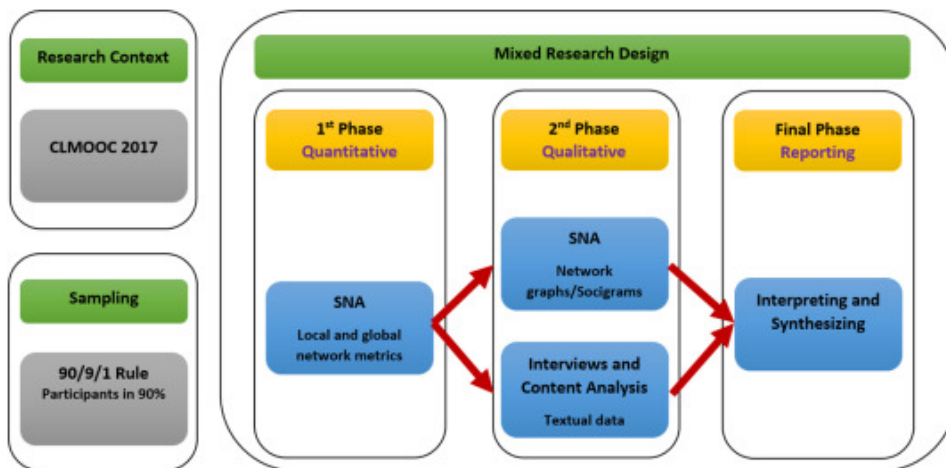 Research Context
CLMOOC 2017
Sampling
90/9/1 Rule
Participants in 90%
Mixed Research Design
1st Phase
Quantitative
SNA
Local and global
network metrics
2nd Phase
Qualitative
SNA
Network
graphs/Socigrams
Interviews and
Content Analysis
Textual data
Final Phase
Reporting
Interpreting and
Synthesizing